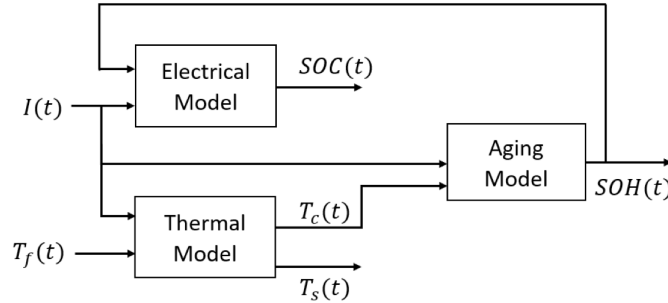 Electrical
Model
SOC(t)
I(t)
Aging
Model
SOH(t)
Thermal
Model
T_c(t)
T_f(t)
T_s(t)